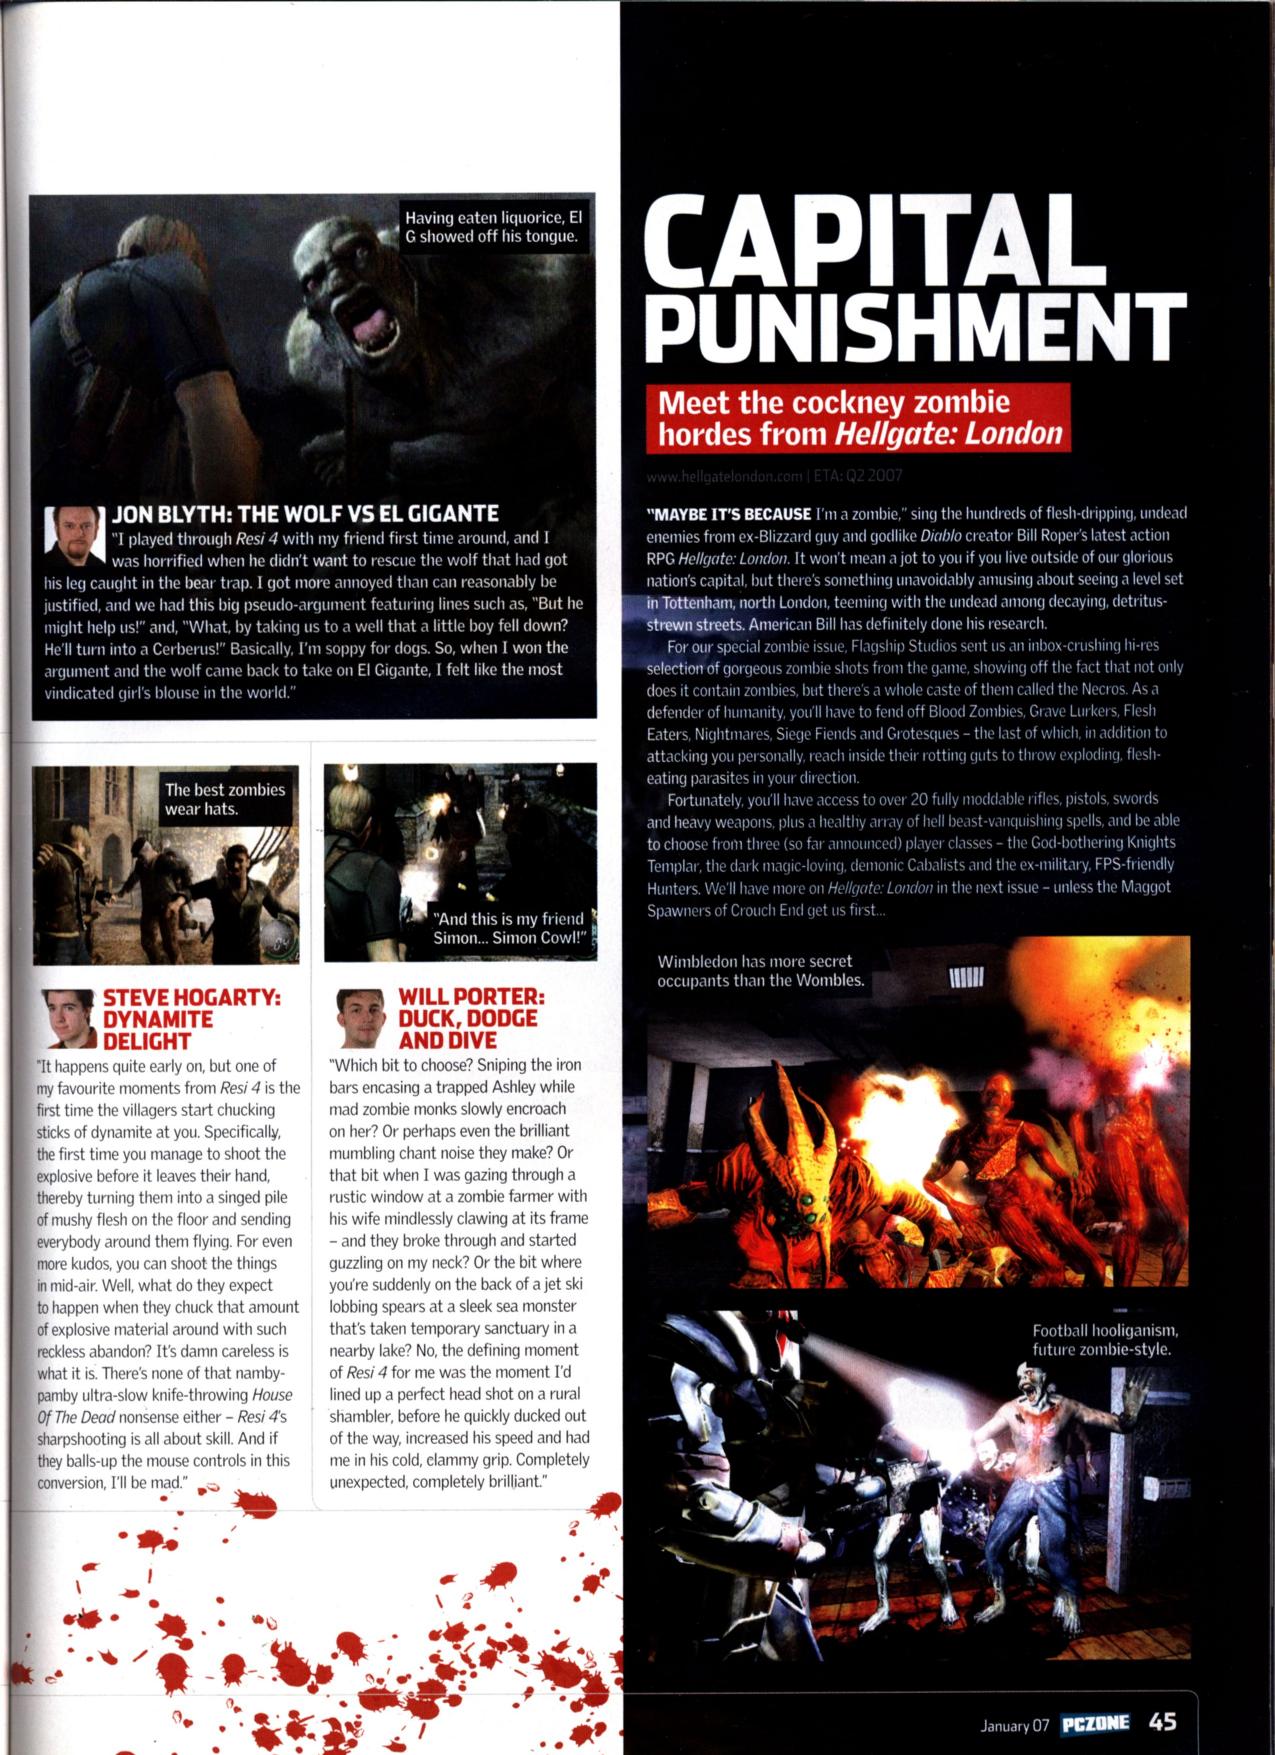 Having eaten liquorice, El
G showed off his tongue.
JON BLYTH: THE WOLF VS EL GIGANTE
"I played through Resi 4 with my friend first time around, and I
was horrified when he didn't want to rescue the wolf that had got
his leg caught in the bear trap. I got more annoyed than can reasonably be
justified, and we had this big pseudo-argument featuring lines such as, "But he
might help us!" and, "What, by taking us to a well that a little boy fell down?
He'll turn into a Cerberus!" Basically, I'm soppy for dogs. So, when I won the
argument and the wolf came back to take on El Gigante, I felt like the most
vindicated girl's blouse in the world."
The best zombies
wear hats.
STEVE HOGARTY:
DYNAMITE
DELIGHT
"It happens quite early on, but one of
my favourite moments from Resi 4 is the
first time the villagers start chucking
sticks of dynamite at you. Specifically,
the first time you manage to shoot the
explosive before it leaves their hand,
thereby turning them into a singed pile
of mushy flesh on the floor and sending
everybody around them flying. For even
more kudos, you can shoot the things
in mid-air. Well, what do they expect
to happen when they chuck that amount
of explosive material around with such
reckless abandon? It's damn careless is
what it is. There's none of that namby-
pamby ultra-slow knife-throwing House
Of The Dead nonsense either – Resi 4's
sharpshooting is all about skill. And if
they balls-up the mouse controls in this
conversion, I'll be mad."
"And this is my friend
Simon... Simon Cowl!"
WILL PORTER:
DUCK, DODGE
AND DIVE
"Which bit to choose? Sniping the iron
bars encasing a trapped Ashley while
mad zombie monks slowly encroach
on her? Or perhaps even the brilliant
mumbling chant noise they make? Or
that bit when I was gazing through a
rustic window at a zombie farmer with
his wife mindlessly clawing at its frame
– and they broke through and started
guzzling on my neck? Or the bit where
you're suddenly on the back of a jet ski
lobbing spears at a sleek sea monster
that's taken temporary sanctuary in a
nearby lake? No, the defining moment
of Resi 4 for me was the moment I'd
lined up a perfect head shot on a rural
shambler, before he quickly ducked out
of the way, increased his speed and had
me in his cold, clammy grip. Completely
unexpected, completely brilliant."
CAPITAL
PUNISHMENT
Meet the cockney zombie
hordes from Hellgate: London
www.hellgatelondon.com | ETA: Q2 2007
"MAYBE IT'S BECAUSE I'm a zombie," sing the hundreds of flesh-dripping, undead
enemies from ex-Blizzard guy and godlike Diablo creator Bill Roper's latest action
RPG Hellgate: London. It won't mean a jot to you if you live outside of our glorious
nation's capital, but there's something unavoidably amusing about seeing a level set
in Tottenham, north London, teeming with the undead among decaying, detritus-
strewn streets. American Bill has definitely done his research.
For our special zombie issue, Flagship Studios sent us an inbox-crushing hi-res
selection of gorgeous zombie shots from the game, showing off the fact that not only
does it contain zombies, but there's a whole caste of them called the Necros. As a
defender of humanity, you'll have to fend off Blood Zombies, Grave Lurkers, Flesh
Eaters, Nightmares, Siege Fiends and Grotesques – the last of which, in addition to
attacking you personally, reach inside their rotting guts to throw exploding, flesh-
eating parasites in your direction.
Fortunately, you'll have access to over 20 fully moddable rifles, pistols, swords
and heavy weapons, plus a healthy array of hell beast-vanquishing spells, and be able
to choose from three (so far announced) player classes – the God-bothering Knights
Templar, the dark magic-loving, demonic Cabalists and the ex-military, FPS-friendly
Hunters. We'll have more on Hellgate: London in the next issue – unless the Maggot
Spawners of Crouch End get us first...
Wimbledon has more secret
occupants than the Wombles.
Football hooliganism,
future zombie-style.
January 07 PCZONE 45